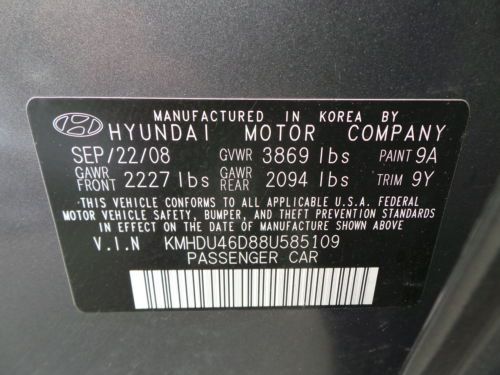 MANUFACTURED IN KOREA BY
HYUNDAI MOTOR COMPANY
SEP/22/08 GVWR 3869 lbs PAINT 9A
GAWR FRONT 2227 lbs GAWR REAR 2094 lbs TRIM 9Y
THIS VEHICLE CONFORMS TO ALL APPLICABLE U.S.A. FEDERAL
MOTOR VEHICLE SAFETY, BUMPER, AND THEFT PREVENTION STANDARDS
IN EFFECT ON THE DATE OF MANUFACTURE SHOWN ABOVE.
V.I.N KMHDU46D88U585109
PASSENGER CAR